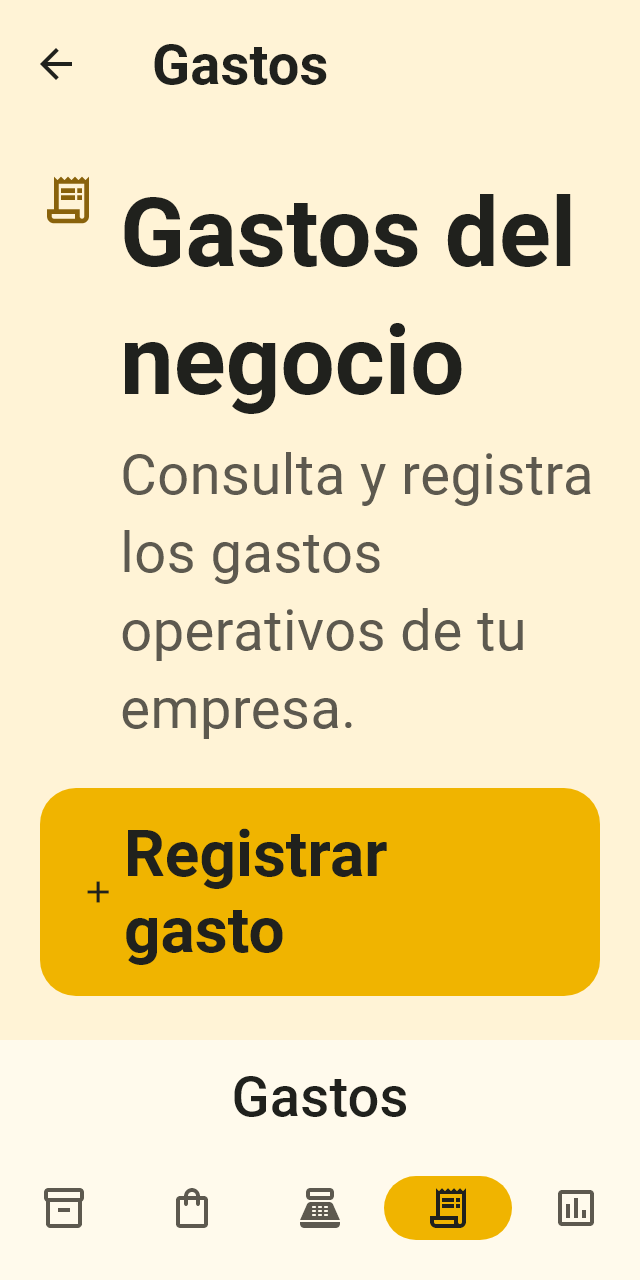 Gastos
Gastos del
negocio
Consulta y registra
los gastos
operativos de tu
empresa.
Registrar
gasto
Gastos